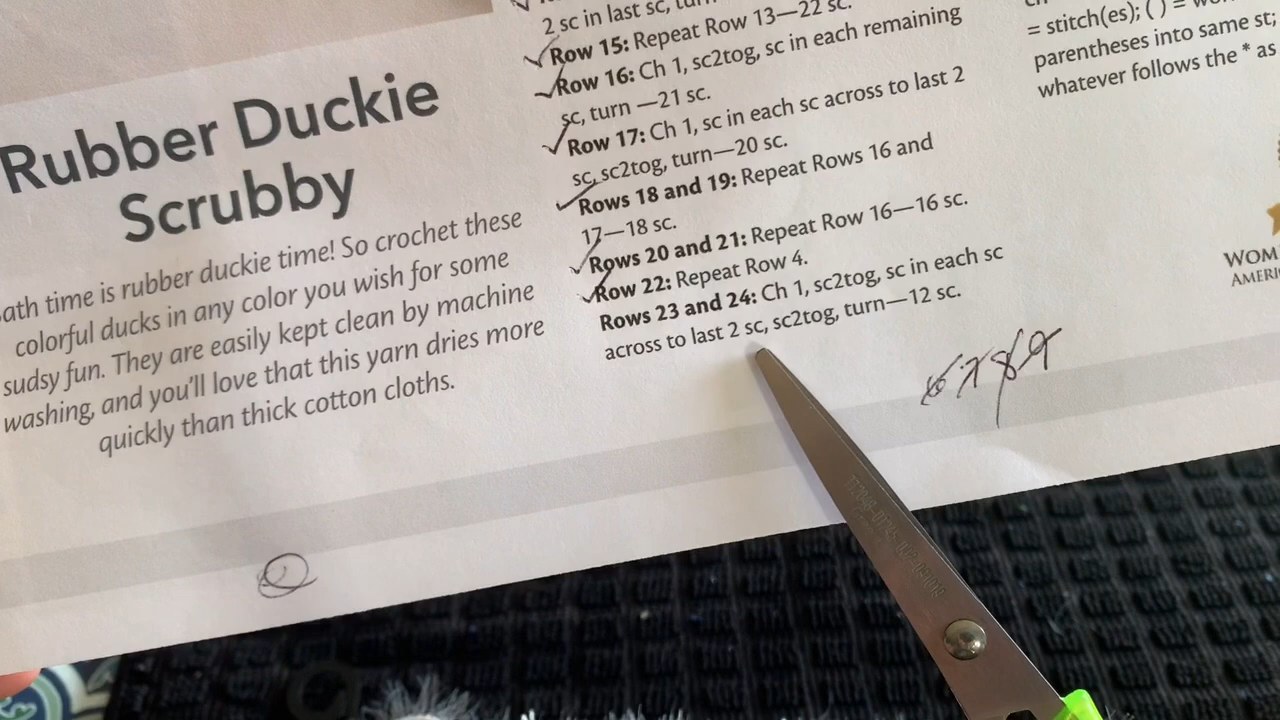 Rubber Duckie
Scrubby
ath time is rubber duckie time! So crochet these
colorful ducks in any color you wish for some
sudsy fun. They are easily kept clean by machine
washing, and you'll love that this yarn dries more
quickly than thick cotton cloths.
2 sc in last sc, turn
Row 15: Repeat Row 13—22 sc.
Row 16: Ch 1, sc2tog, sc in each remaining
sc, turn —21 sc.
Row 17: Ch 1, sc in each sc across to last 2
sc, sc2tog, turn—20 sc.
Rows 18 and 19: Repeat Rows 16 and
17—18 sc.
Rows 20 and 21: Repeat Row 16—16 sc.
Row 22: Repeat Row 4.
Rows 23 and 24: Ch 1, sc2tog, sc in each sc
across to last 2 sc, sc2tog, turn—12 sc.
= stitch(es); ( ) =
parentheses into same st;
whatever follows the * as
WOM
AMERI
6 7 8 9
2